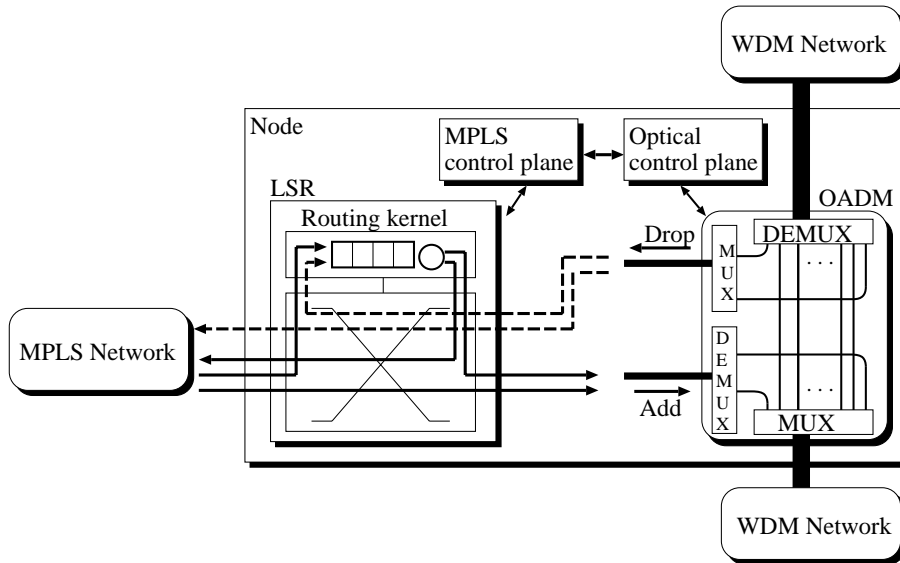 WDM Network
Node
MPLS
control plane
Optical
control plane
LSR
OADM
Routing kernel
Drop
DEMUX
M
U
X
. . .
MPLS Network
D
E
M
U
X
. . .
Add
MUX
WDM Network